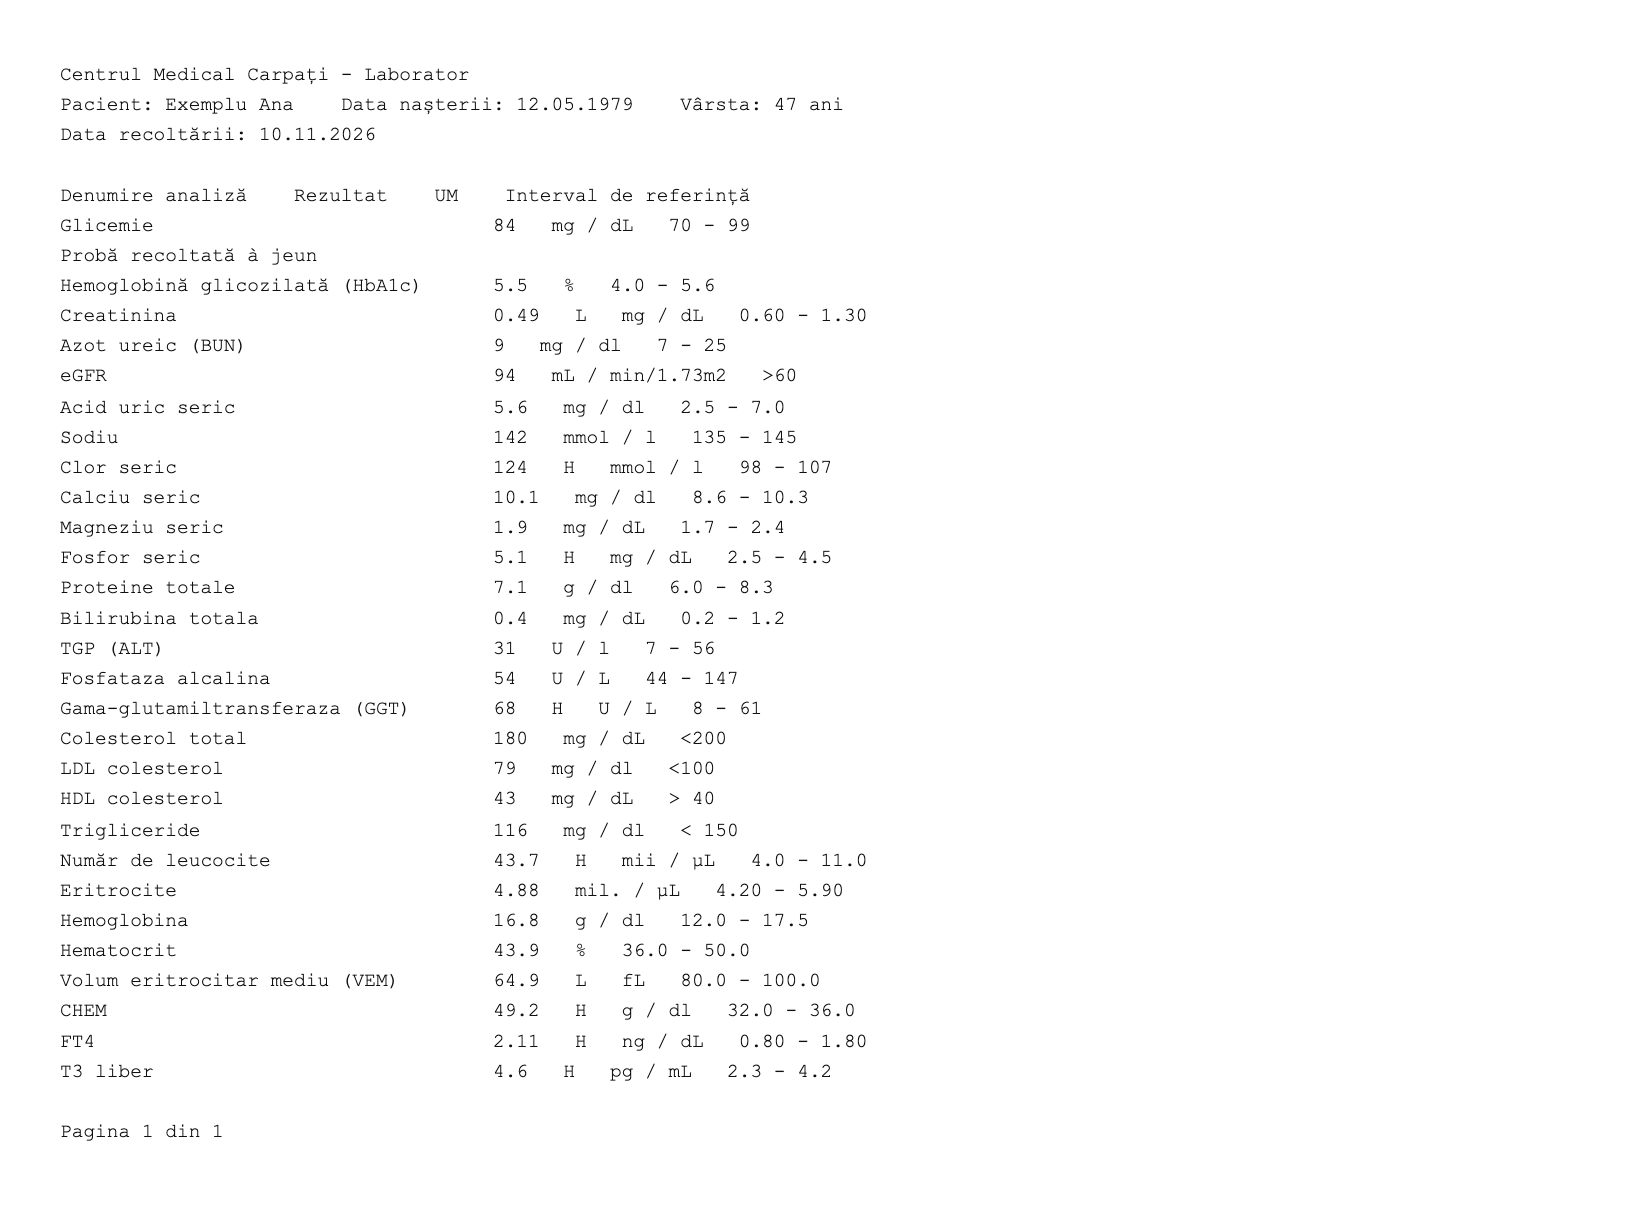 Centrul Medical Carpați - Laborator
Pacient: Exemplu Ana    Data nașterii: 12.05.1979    Vârsta: 47 ani
Data recoltării: 10.11.2026

Denumire analiză    Rezultat    UM    Interval de referință
Glicemie    84   mg / dL   70 - 99
Probă recoltată à jeun
Hemoglobină glicozilată (HbA1c)    5.5   %   4.0 - 5.6
Creatinina    0.49   L   mg / dL   0.60 - 1.30
Azot ureic (BUN)    9   mg / dl   7 - 25
eGFR    94   mL / min/1.73m2   >60
Acid uric seric    5.6   mg / dl   2.5 - 7.0
Sodiu    142   mmol / l   135 - 145
Clor seric    124   H   mmol / l   98 - 107
Calciu seric    10.1   mg / dl   8.6 - 10.3
Magneziu seric    1.9   mg / dL   1.7 - 2.4
Fosfor seric    5.1   H   mg / dL   2.5 - 4.5
Proteine totale    7.1   g / dl   6.0 - 8.3
Bilirubina totala    0.4   mg / dL   0.2 - 1.2
TGP (ALT)    31   U / l   7 - 56
Fosfataza alcalina    54   U / L   44 - 147
Gama-glutamiltransferaza (GGT)    68   H   U / L   8 - 61
Colesterol total    180   mg / dL   <200
LDL colesterol    79   mg / dl   <100
HDL colesterol    43   mg / dL   > 40
Trigliceride    116   mg / dl   < 150
Număr de leucocite    43.7   H   mii / µL   4.0 - 11.0
Eritrocite    4.88   mil. / µL   4.20 - 5.90
Hemoglobina    16.8   g / dl   12.0 - 17.5
Hematocrit    43.9   %   36.0 - 50.0
Volum eritrocitar mediu (VEM)    64.9   L   fL   80.0 - 100.0
CHEM    49.2   H   g / dl   32.0 - 36.0
FT4    2.11   H   ng / dL   0.80 - 1.80
T3 liber    4.6   H   pg / mL   2.3 - 4.2

Pagina 1 din 1